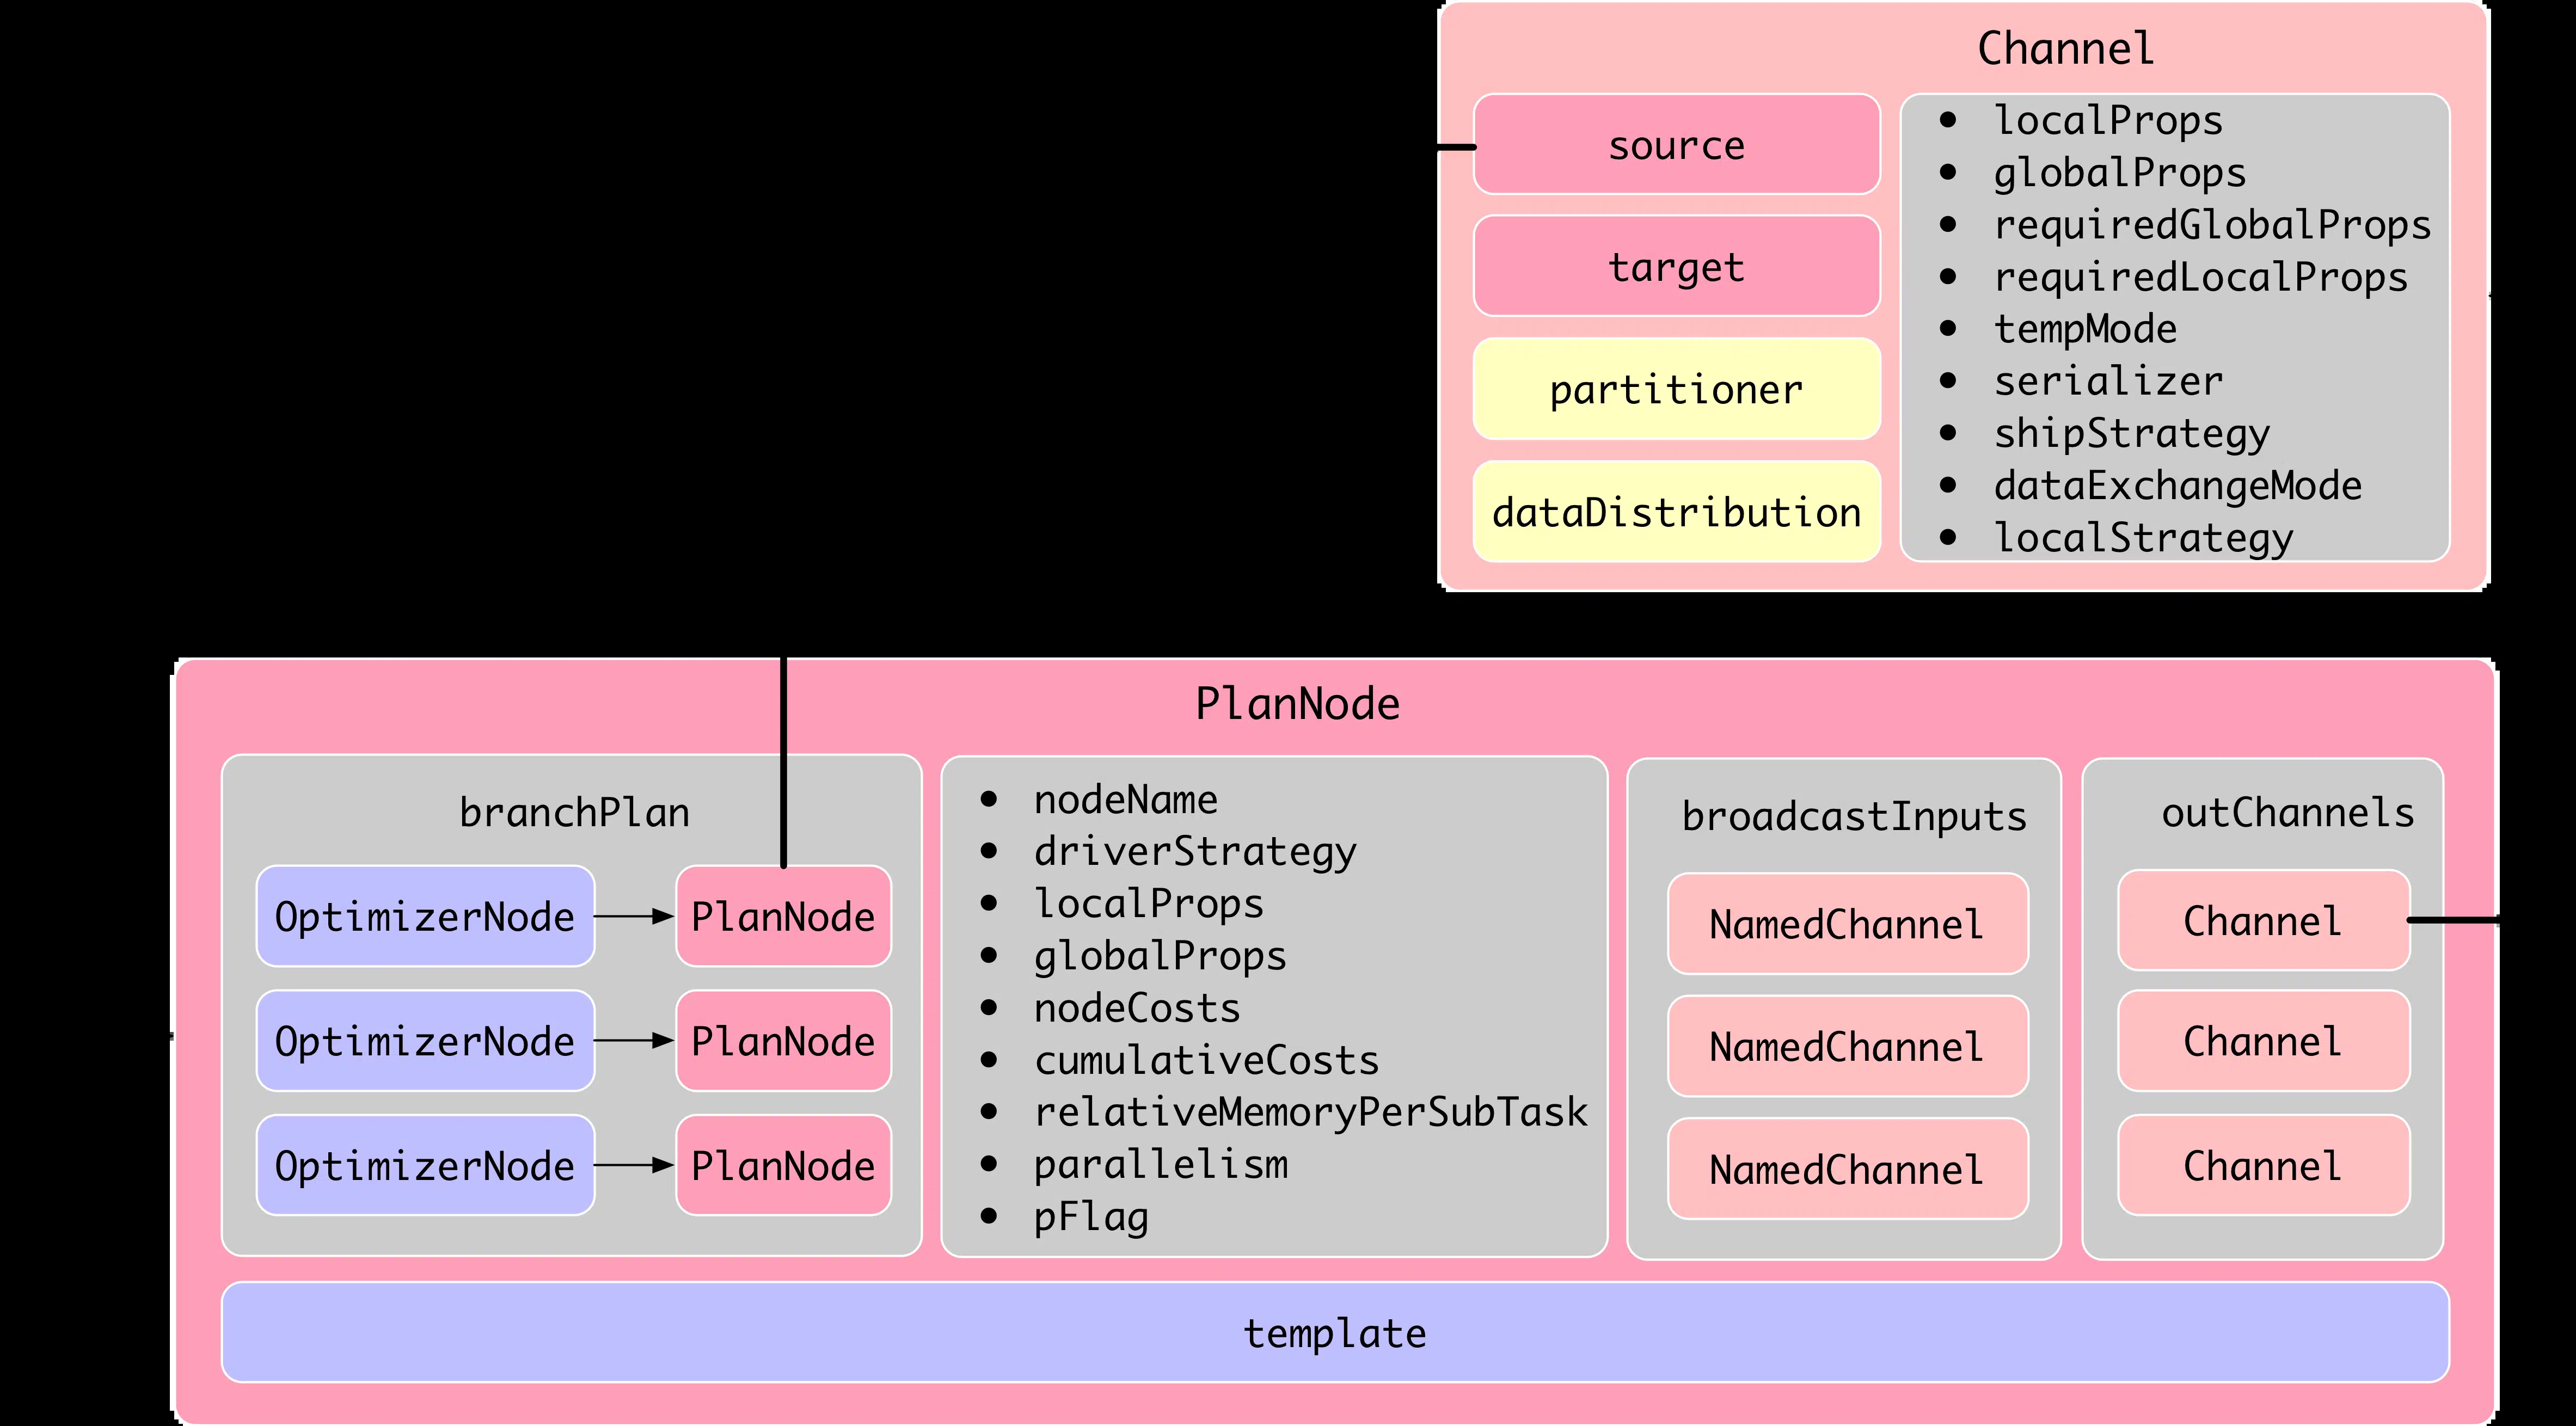 Channel
source
target
partitioner
dataDistribution
• localProps
• globalProps
• requiredGlobalProps
• requiredLocalProps
• tempMode
• serializer
• shipStrategy
• dataExchangeMode
• localStrategy
PlanNode
branchPlan
OptimizerNode PlanNode
OptimizerNode PlanNode
OptimizerNode PlanNode
• nodeName
• driverStrategy
• localProps
• globalProps
• nodeCosts
• cumulativeCosts
• relativeMemoryPerSubTask
• parallelism
• pFlag
broadcastInputs
NamedChannel
NamedChannel
NamedChannel
outChannels
Channel
Channel
Channel
template